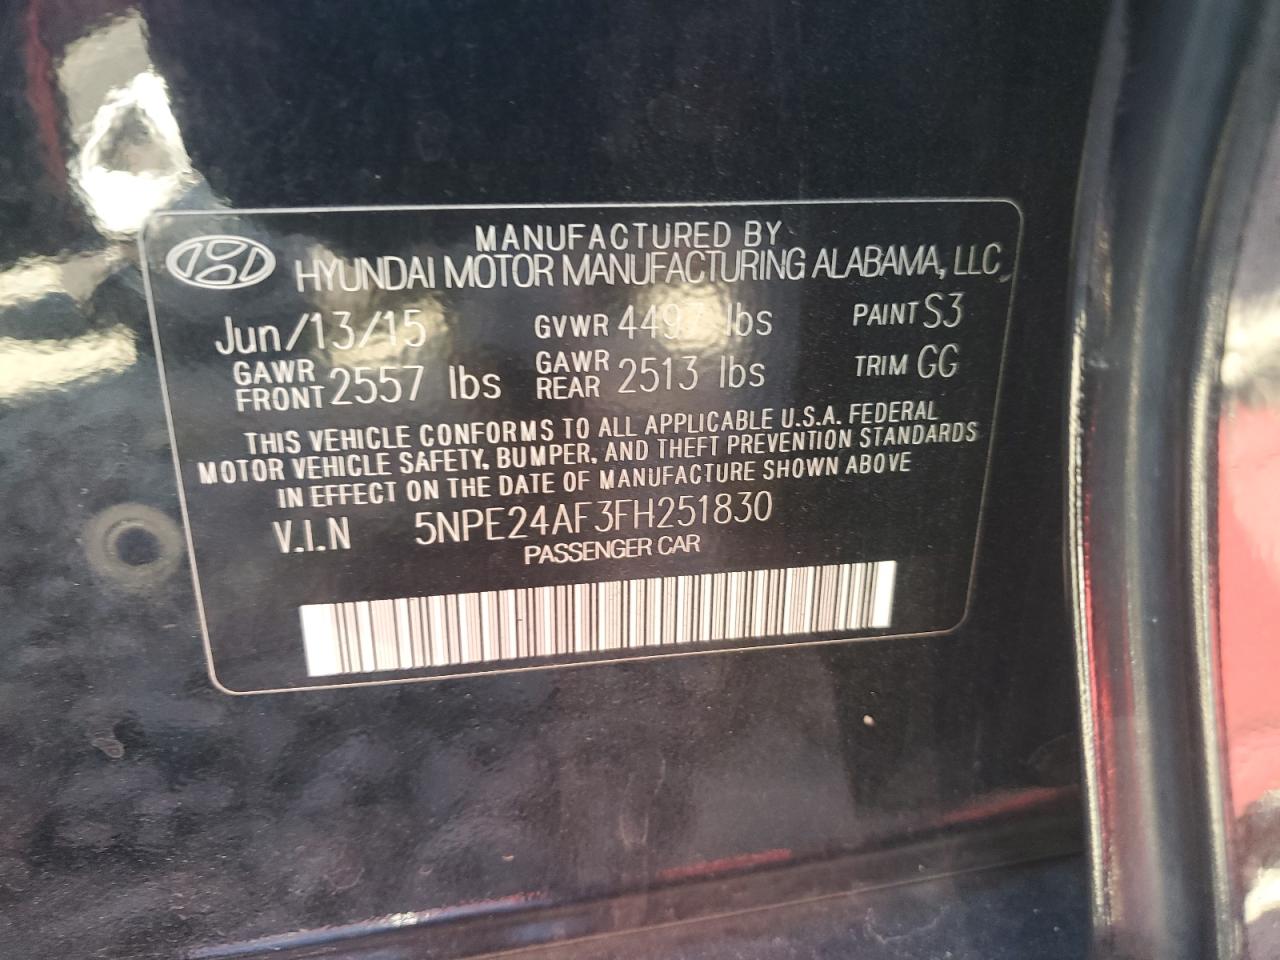 MANUFACTURED BY
HYUNDAI MOTOR MANUFACTURING ALABAMA, LLC
Jun/13/15 GVWR 4497 lbs PAINT S3
GAWR FRONT 2557 lbs GAWR REAR 2513 lbs TRIM GG
THIS VEHICLE CONFORMS TO ALL APPLICABLE U.S.A. FEDERAL
MOTOR VEHICLE SAFETY, BUMPER, AND THEFT PREVENTION STANDARDS
IN EFFECT ON THE DATE OF MANUFACTURE SHOWN ABOVE
V.I.N 5NPE24AF3FH251830
PASSENGER CAR